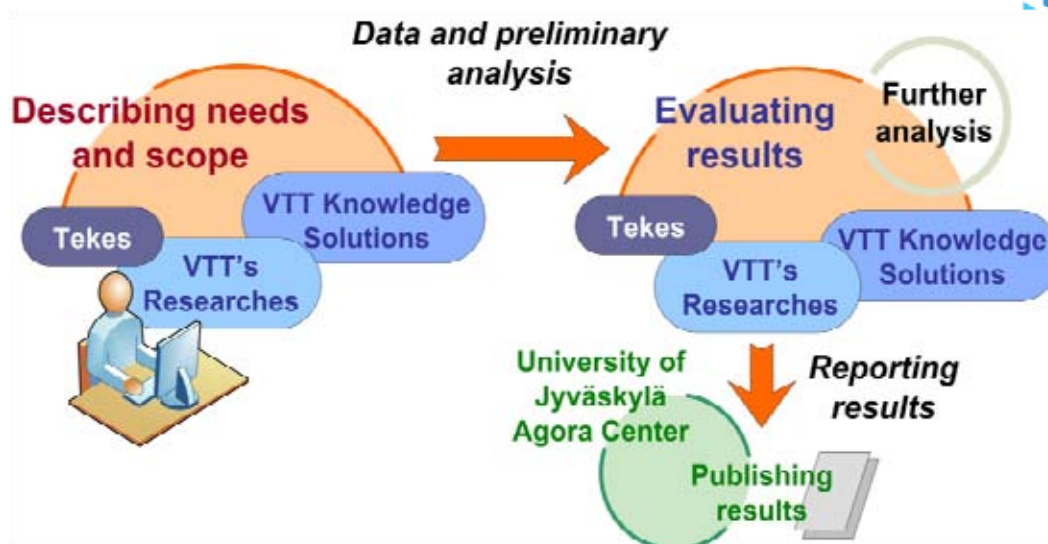 Data and preliminary
analysis
Describing needs
and scope
Tekes
VTT's
Researches
VTT Knowledge
Solutions
Evaluating
results
Further
analysis
Tekes
VTT's
Researches
VTT Knowledge
Solutions
Reporting
results
University of
Jyväskylä
Agora Center
Publishing
results